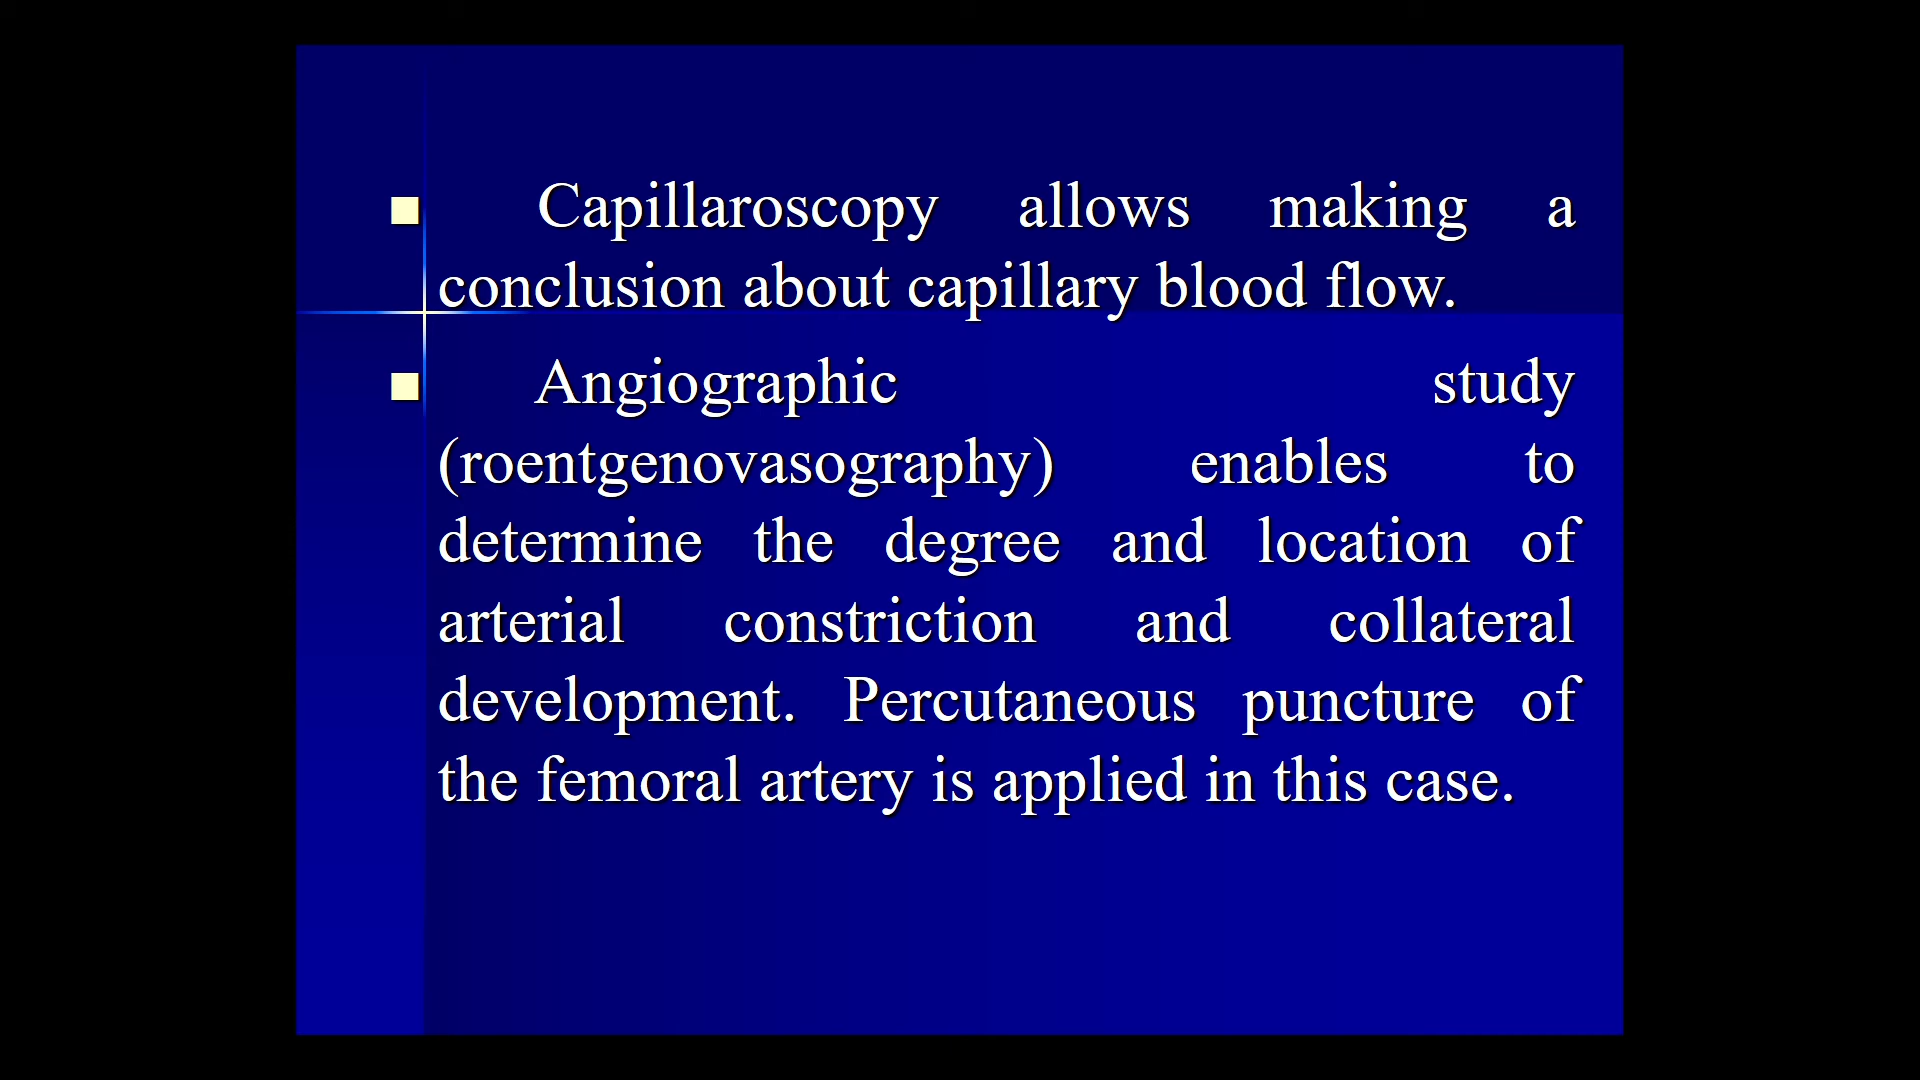 Capillaroscopy allows making a
conclusion about capillary blood flow.
Angiographic study
(roentgenovasography) enables to
determine the degree and location of
arterial constriction and collateral
development. Percutaneous puncture of
the femoral artery is applied in this case.